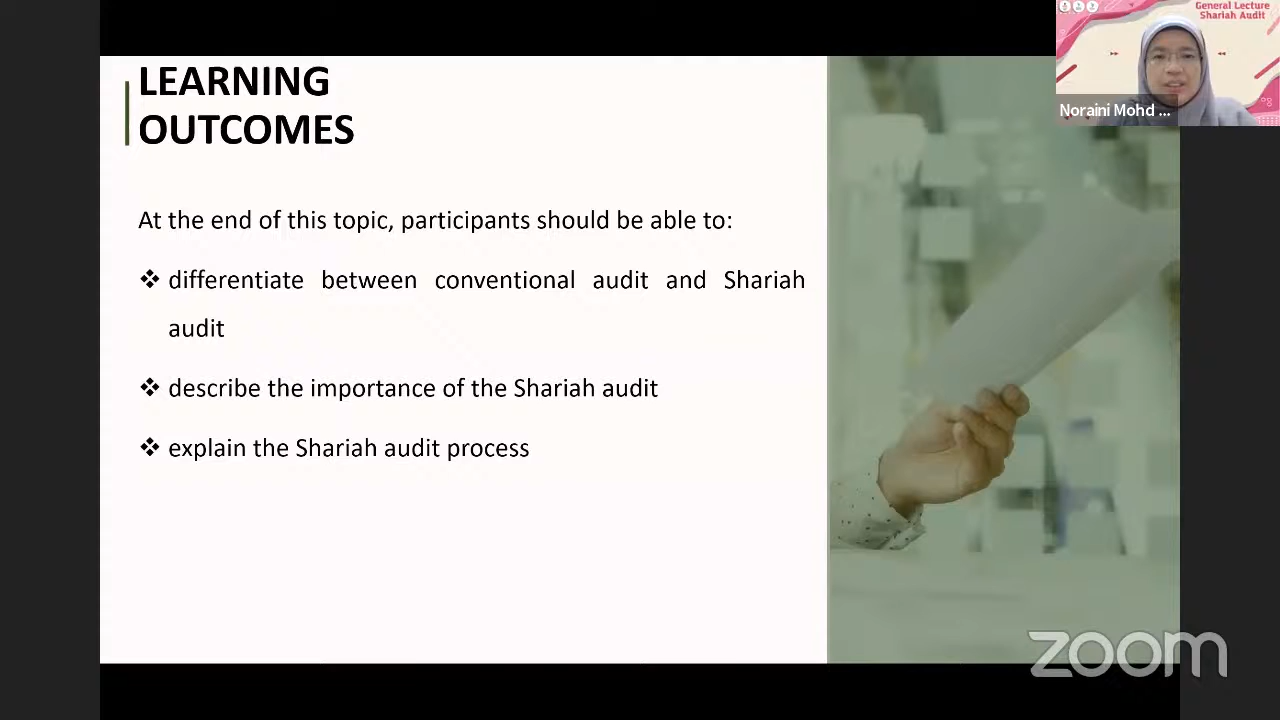 General Lecture
Shariah Audit
Noraini Mohd ...
LEARNING
OUTCOMES
At the end of this topic, participants should be able to:
❖ differentiate between conventional audit and Shariah
audit
❖ describe the importance of the Shariah audit
❖ explain the Shariah audit process
zoom